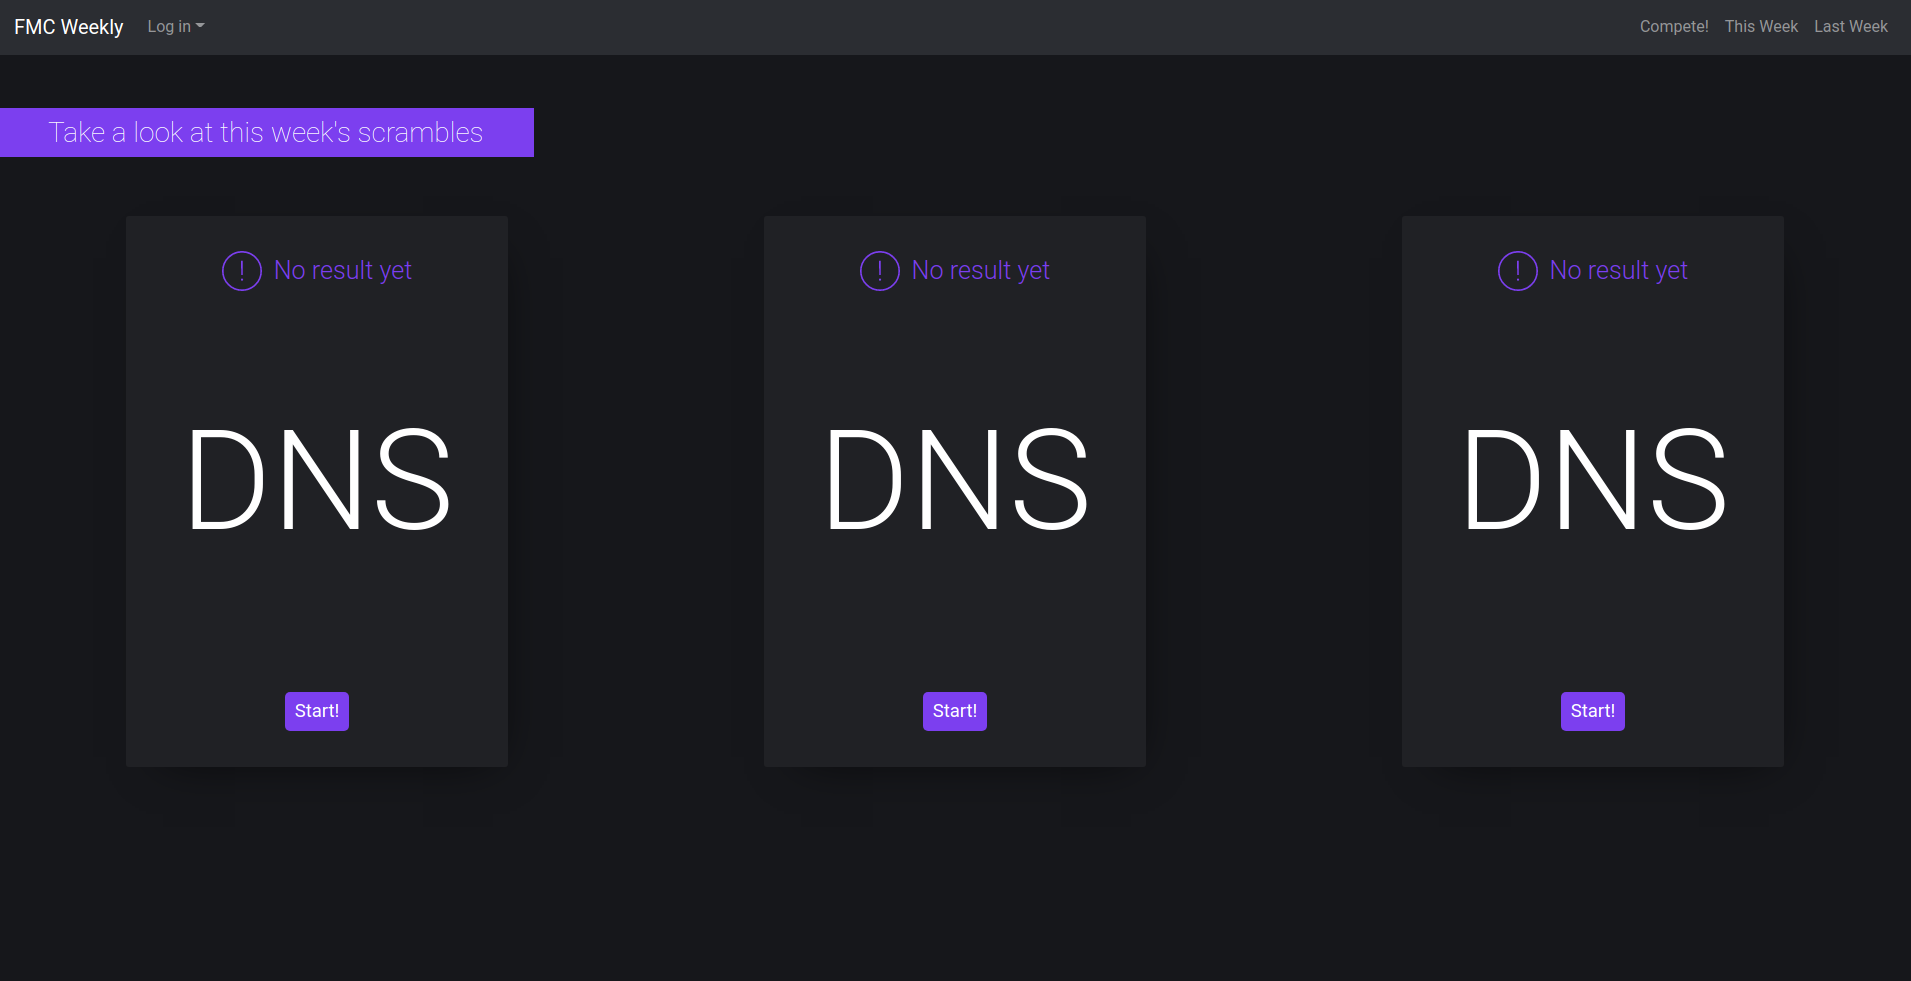 FMC Weekly Log in Compete! This Week Last Week
Take a look at this week's scrambles
! No result yet
DNS
Start!
! No result yet
DNS
Start!
! No result yet
DNS
Start!